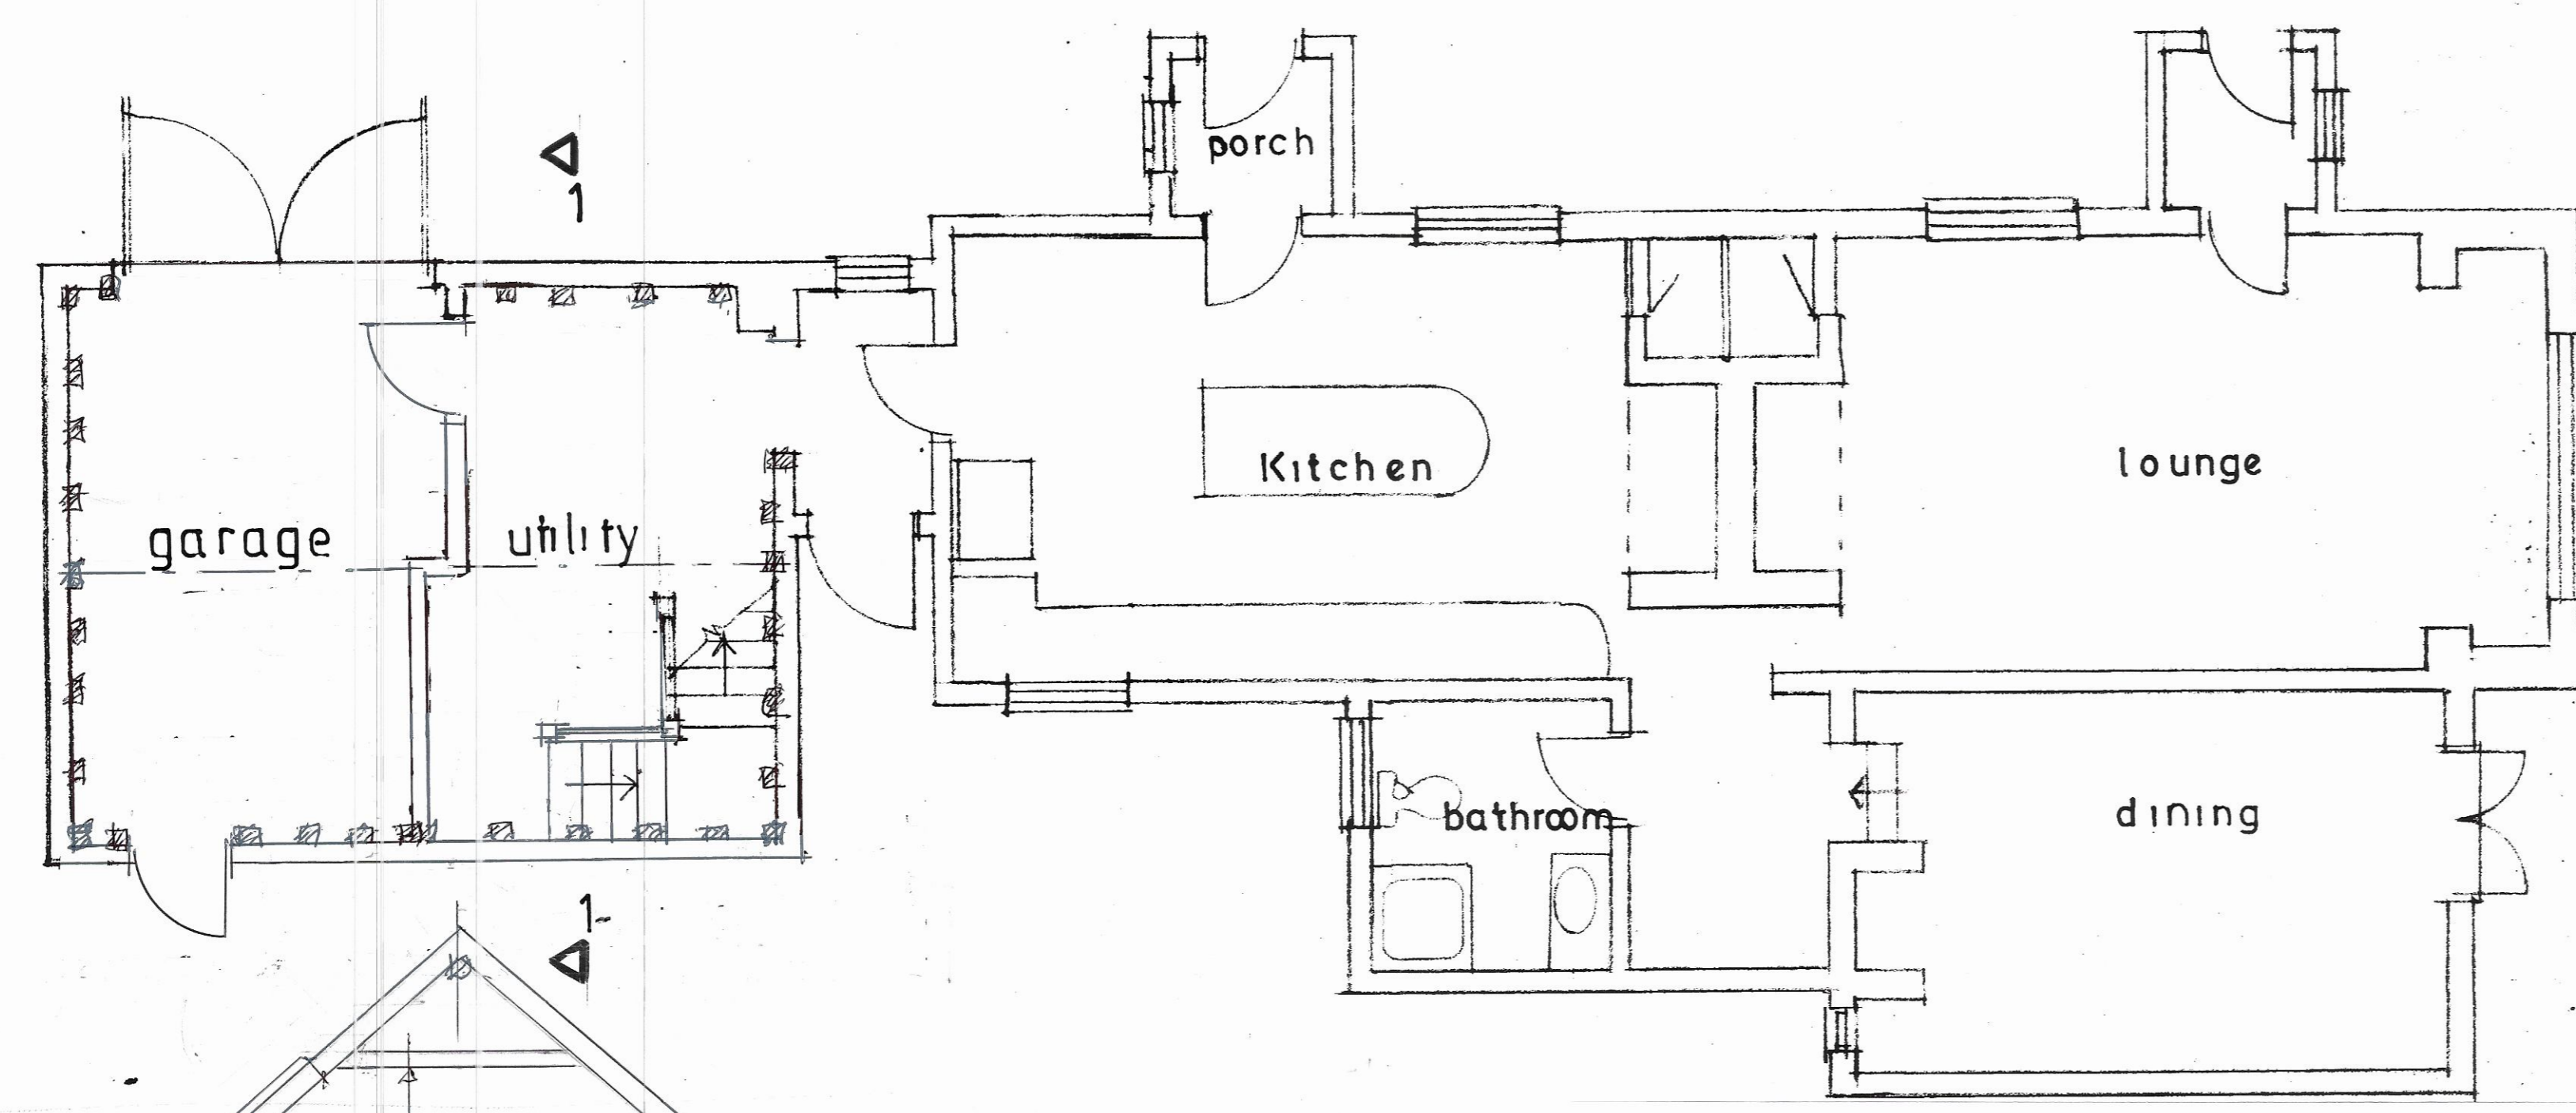 1
porch
Kitchen
lounge
garage
utility
bathroom
dining
1